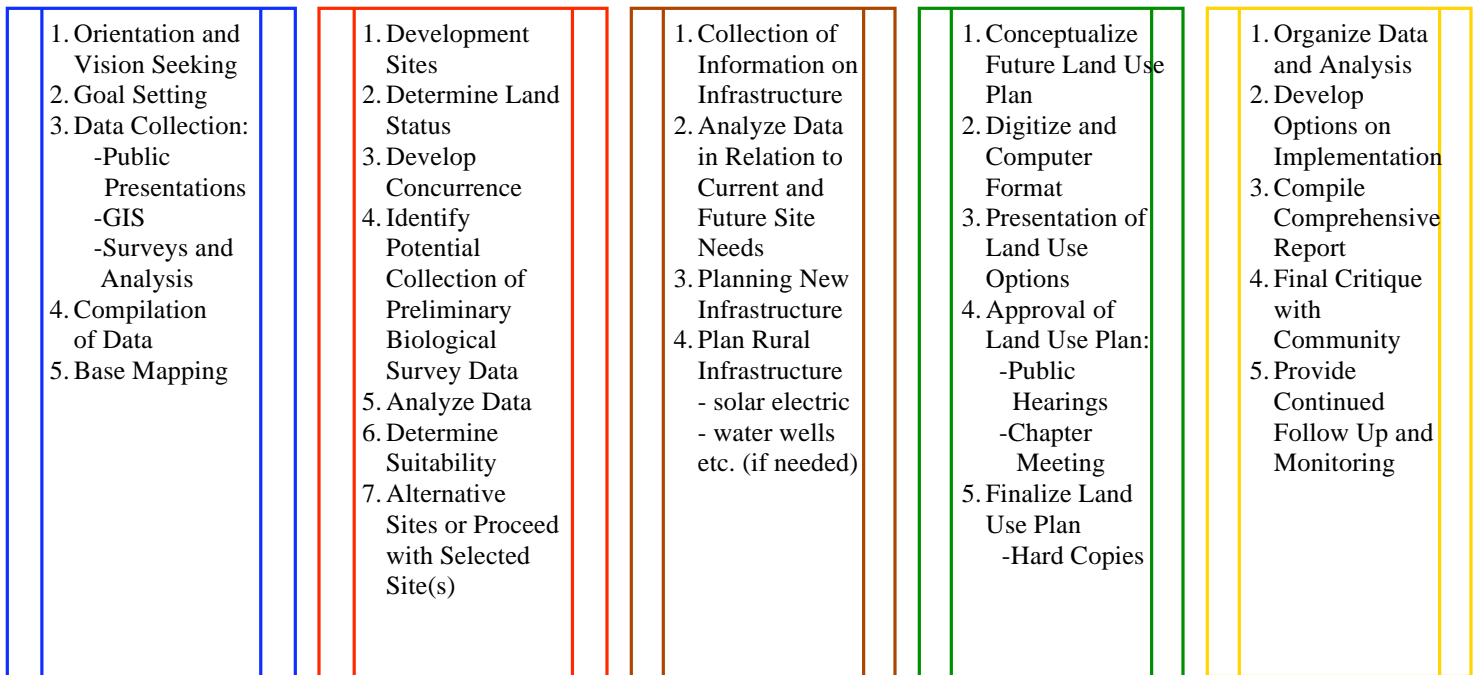 1. Orientation and
Vision Seeking
2. Goal Setting
3. Data Collection:
-Public
Presentations
-GIS
-Surveys and
Analysis
4. Compilation
of Data
5. Base Mapping
1. Development
Sites
2. Determine Land
Status
3. Develop
Concurrence
4. Identify
Potential
Collection of
Preliminary
Biological
Survey Data
5. Analyze Data
6. Determine
Suitability
7. Alternative
Sites or Proceed
with Selected
Site(s)
1. Collection of
Information on
Infrastructure
2. Analyze Data
in Relation to
Current and
Future Site
Needs
3. Planning New
Infrastructure
4. Plan Rural
Infrastructure
- solar electric
- water wells
etc. (if needed)
1. Conceptualize
Future Land Use
Plan
2. Digitize and
Computer
Format
3. Presentation of
Land Use
Options
4. Approval of
Land Use Plan:
-Public
Hearings
-Chapter
Meeting
5. Finalize Land
Use Plan
-Hard Copies
1. Organize Data
and Analysis
2. Develop
Options on
Implementation
3. Compile
Comprehensive
Report
4. Final Critique
with
Community
5. Provide
Continued
Follow Up and
Monitoring